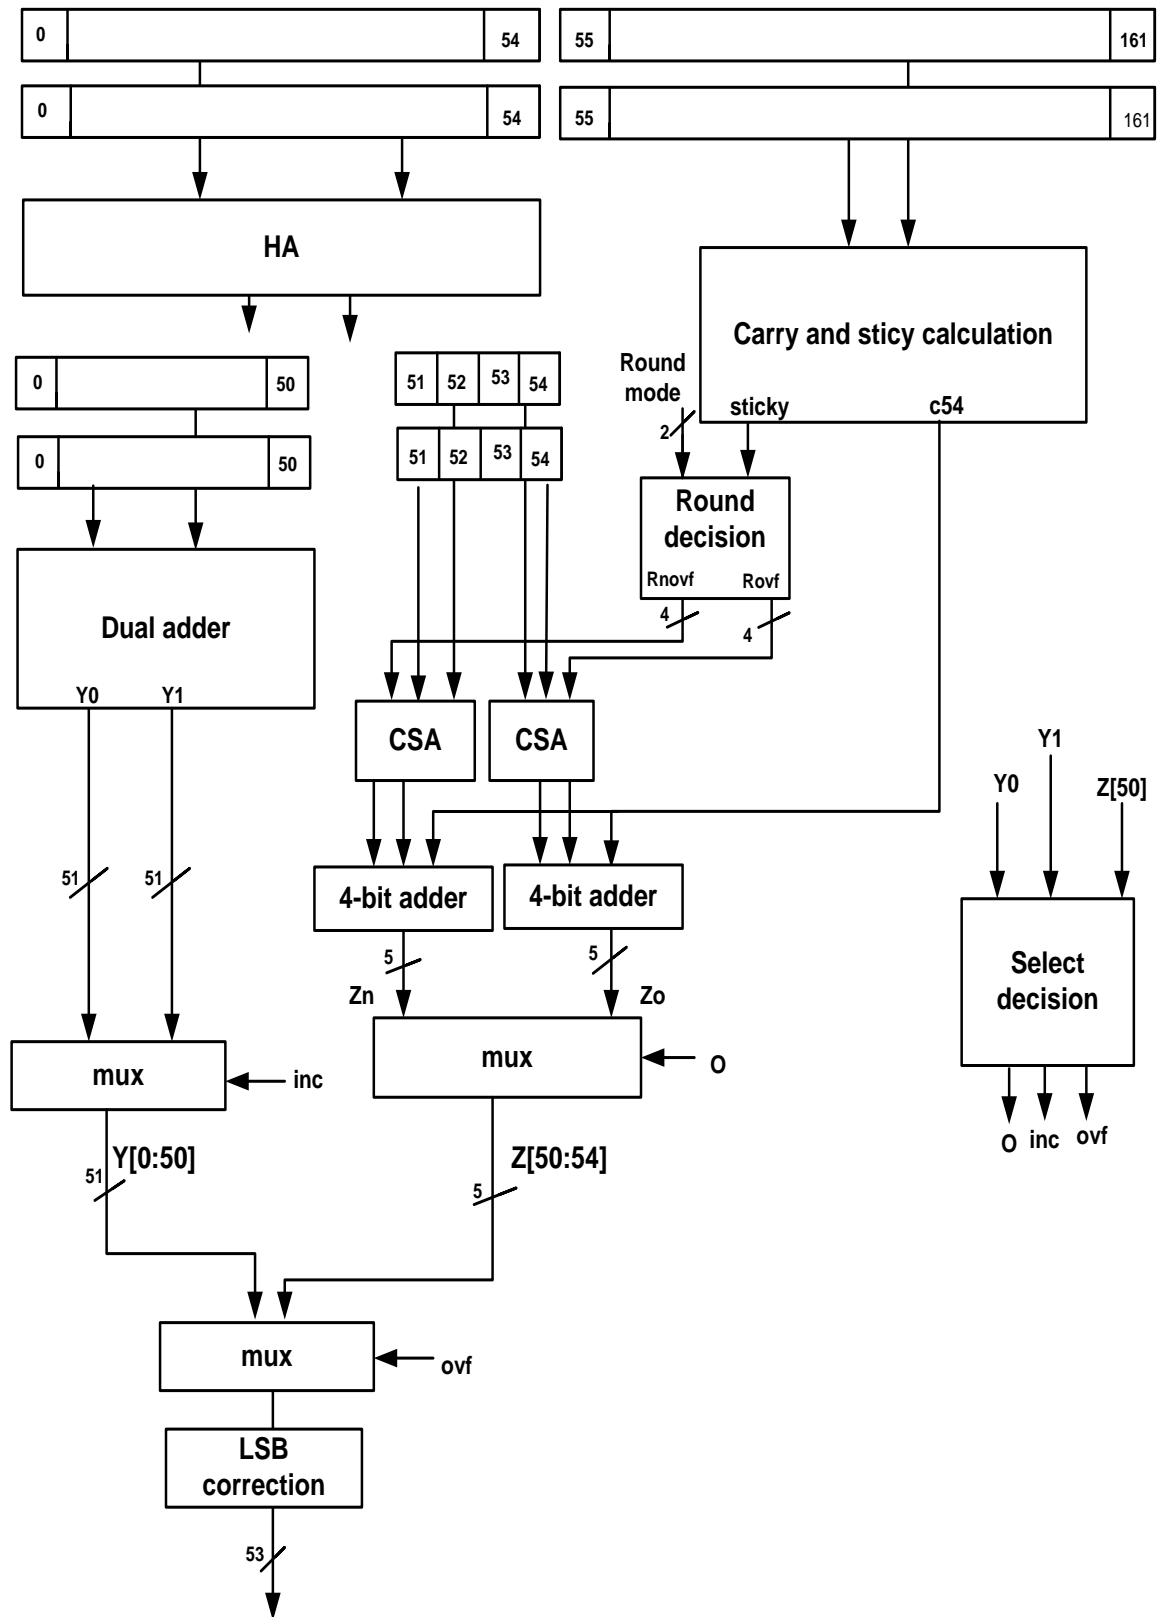 0 54 55 161
0 54 55 161
HA
Carry and sticy calculation
sticky c54
Round
mode
2
0 50
51 52 53 54
0 50
51 52 53 54
Round
decision
Rnovf Rovf
4 4
Dual adder
Y0 Y1
CSA CSA
Y0 Y1 Z[50]
51 51
4-bit adder 4-bit adder
5 5
Zn Zo
Select
decision
mux inc
mux O
O inc ovf
Y[0:50] Z[50:54]
51 5
mux ovf
LSB
correction
53